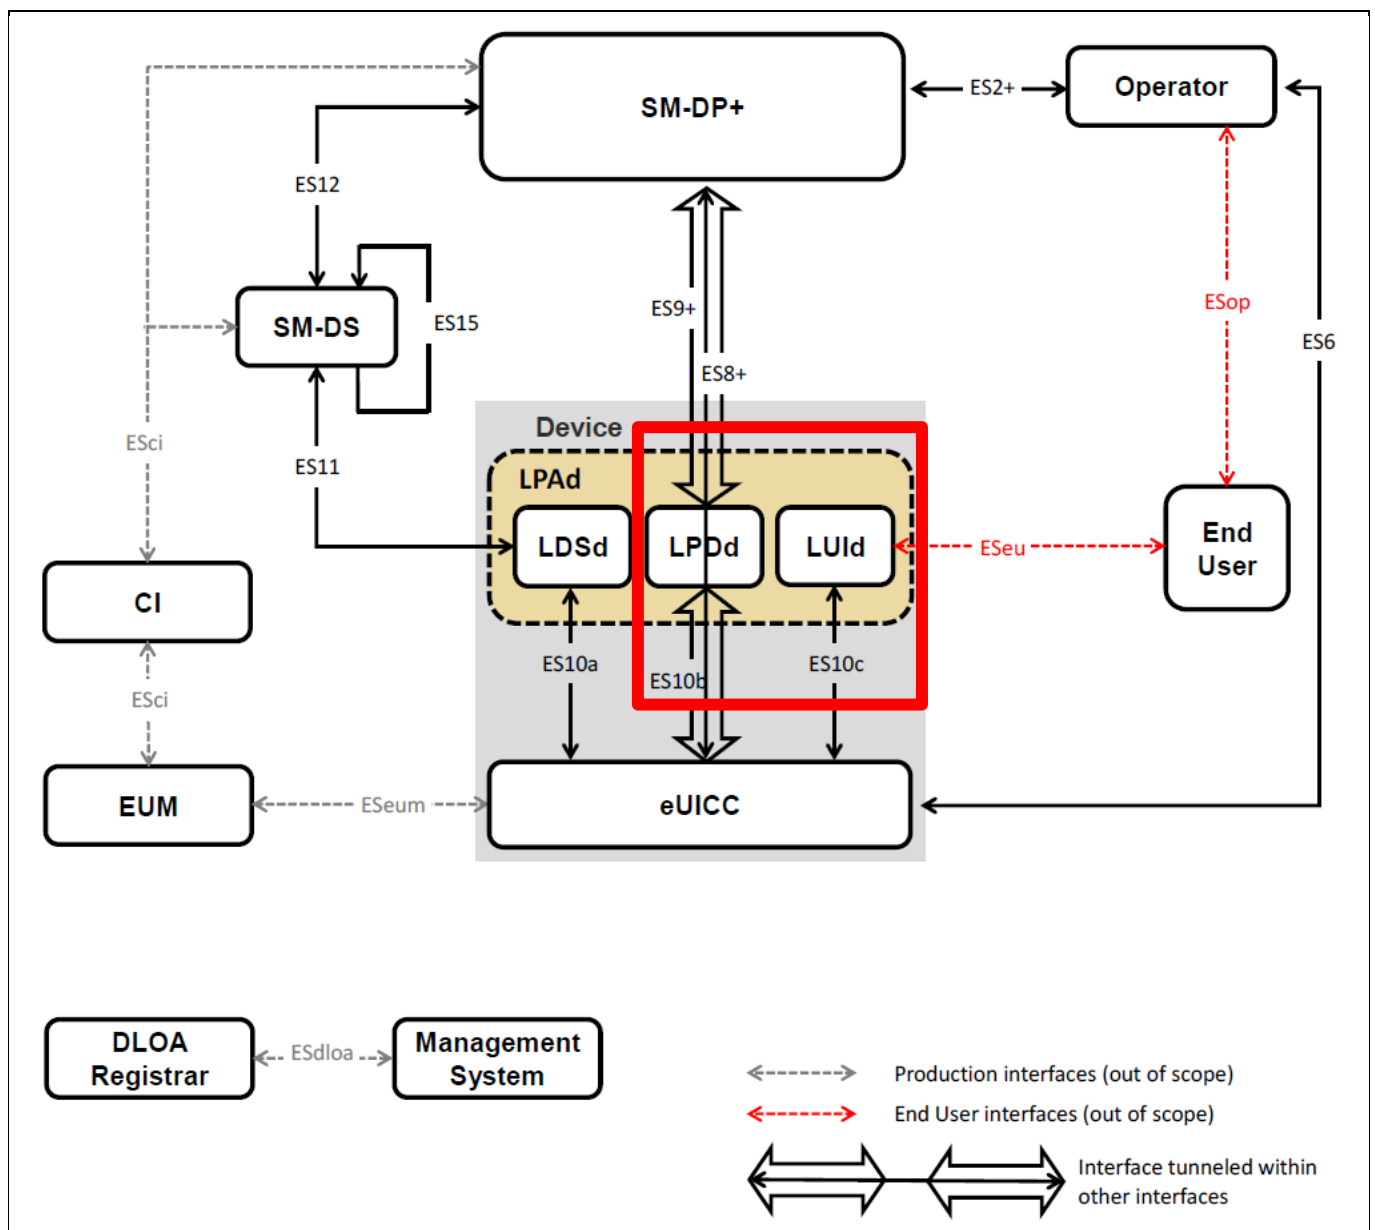 SM-DP+
ES2+
Operator
ES12
SM-DS
ES15
ES9+
ES8+
ESop
ES6
ESci
ES11
Device
LPAd
LDSd
LPDd
LUId
ESeu
End
User
CI
ES10a
ES10b
ES10c
ESci
EUM
ESeum
eUICC
DLOA
Registrar
ESdloa
Management
System
Production interfaces (out of scope)
End User interfaces (out of scope)
Interface tunneled within
other interfaces